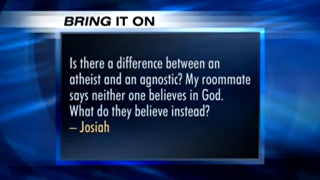 BRING IT ON
Is there a difference between an
atheist and an agnostic? My roommate
says neither one believes in God.
What do they believe instead?
– Josiah